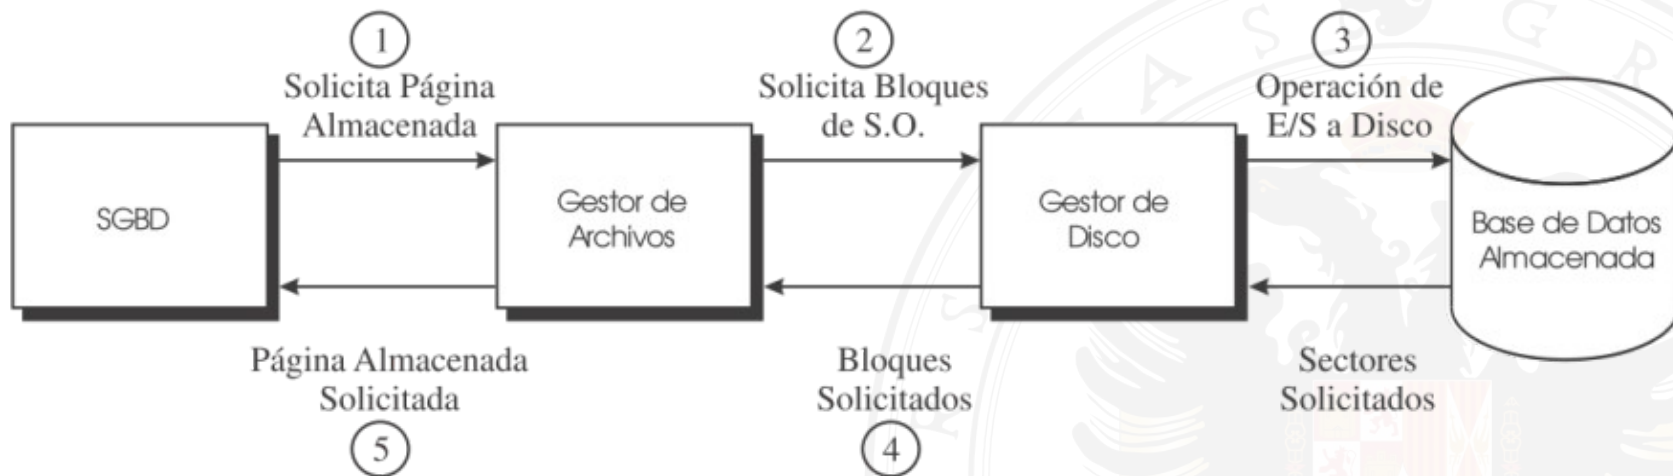 1
Solicita Página
Almacenada
2
Solicita Bloques
de S.O.
3
Operación de
E/S a Disco
SGBD
Gestor de
Archivos
Gestor de
Disco
Base de Datos
Almacenada
Página Almacenada
Solicitada
5
Bloques
Solicitados
4
Sectores
Solicitados